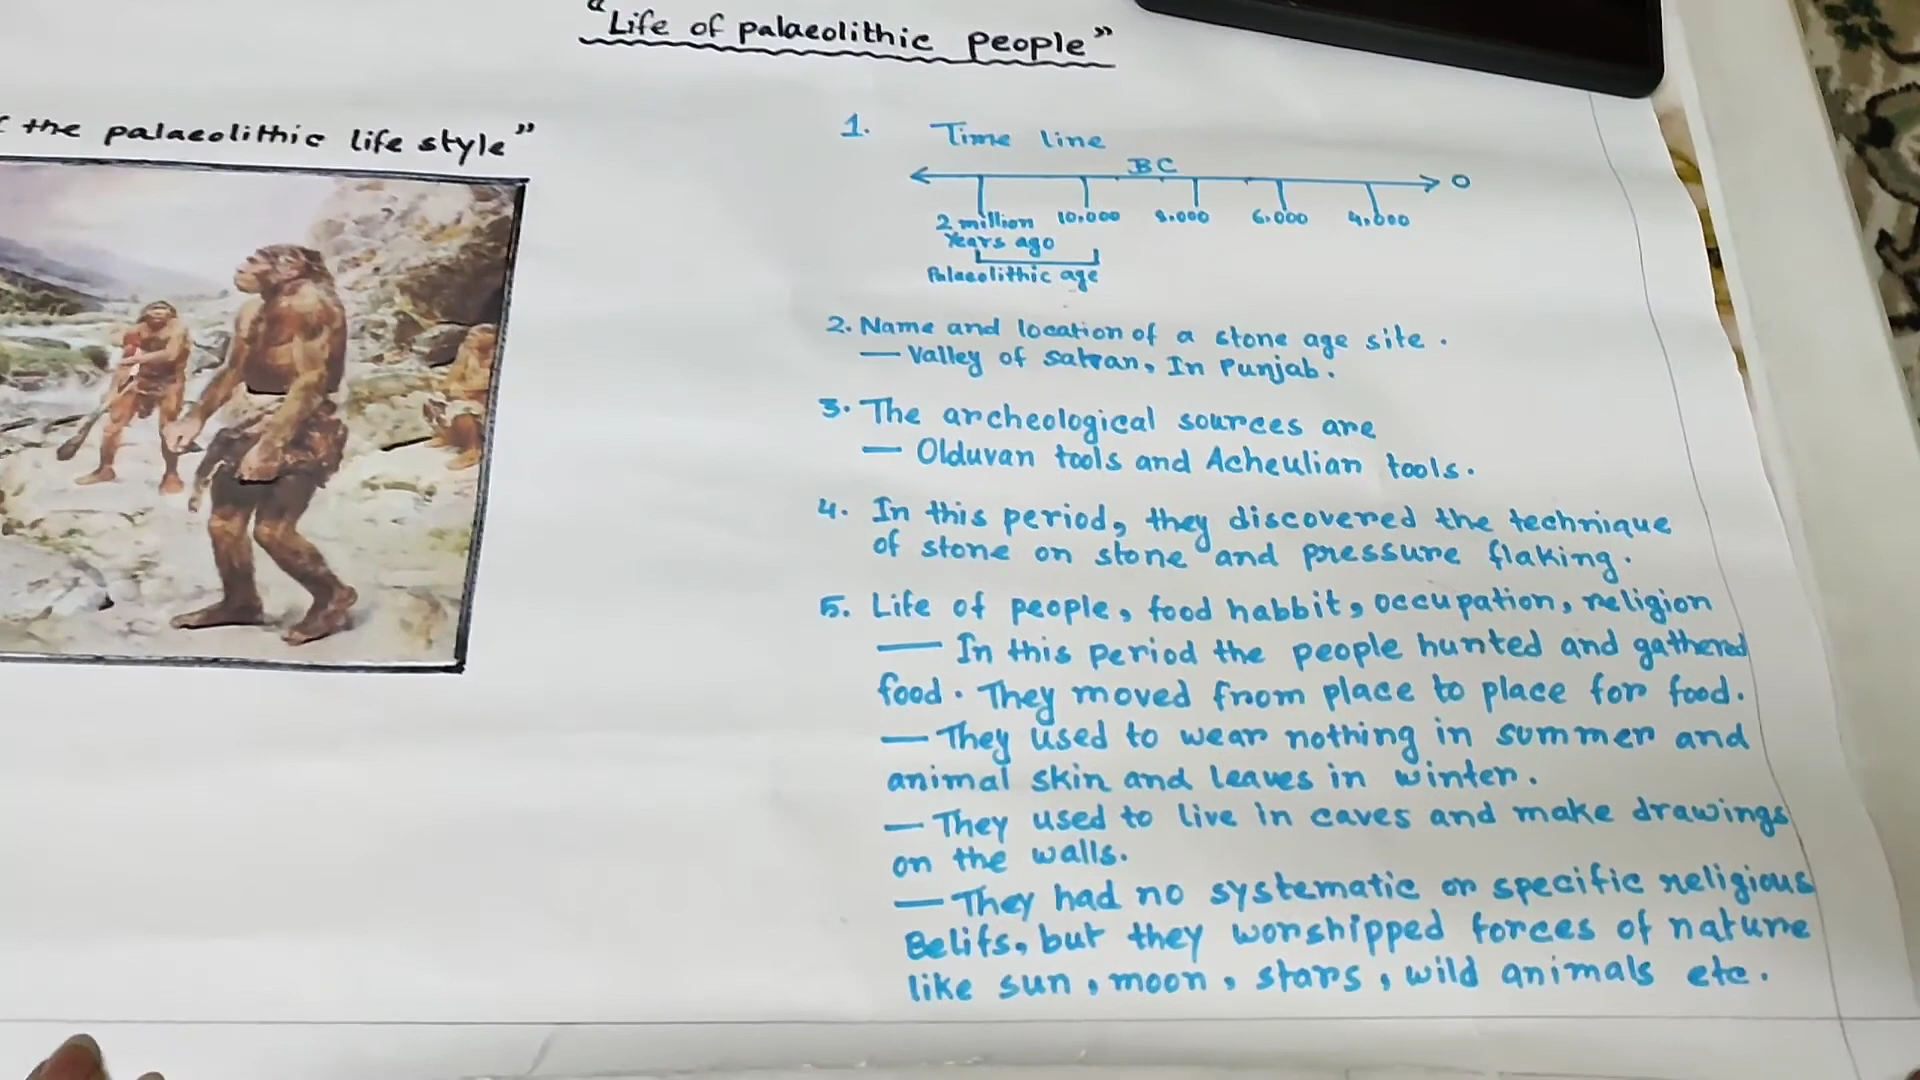 "Life of palaeolithic people"
the palaeolithic life style"
1. Time line
BC
0
2 million 10,000 8,000 6,000 4,000
Years ago
Palaeolithic age
2. Name and location of a stone age site.
— Valley of satvan, In Punjab.
3. The archeological sources are
— Olduvan tools and Acheulian tools.
4. In this period, they discovered the technique
of stone on stone and pressure flaking.
5. Life of people, food habbit, occupation, religion
— In this period the people hunted and gathered
food. They moved from place to place for food.
— They used to wear nothing in summer and
animal skin and leaves in winter.
— They used to live in caves and make drawings
on the walls.
— They had no systematic or specific religious
Belifs, but they worshipped forces of nature
like sun, moon, stars, wild animals etc.